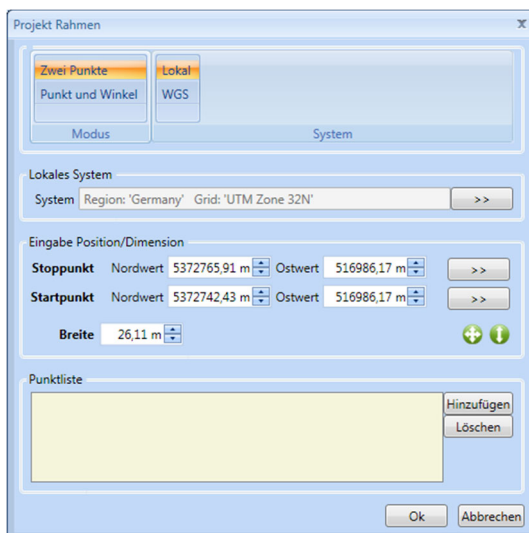 Projekt Rahmen
Zwei Punkte
Punkt und Winkel
Modus
Lokal
WGS
System
Lokales System
System Region: 'Germany' Grid: 'UTM Zone 32N' >>
Eingabe Position/Dimension
Stoppunkt Nordwert 5372765,91 m Ostwert 516986,17 m >>
Startpunkt Nordwert 5372742,43 m Ostwert 516986,17 m >>
Breite 26,11 m
Punktliste
Hinzufügen
Löschen
Ok Abbrechen